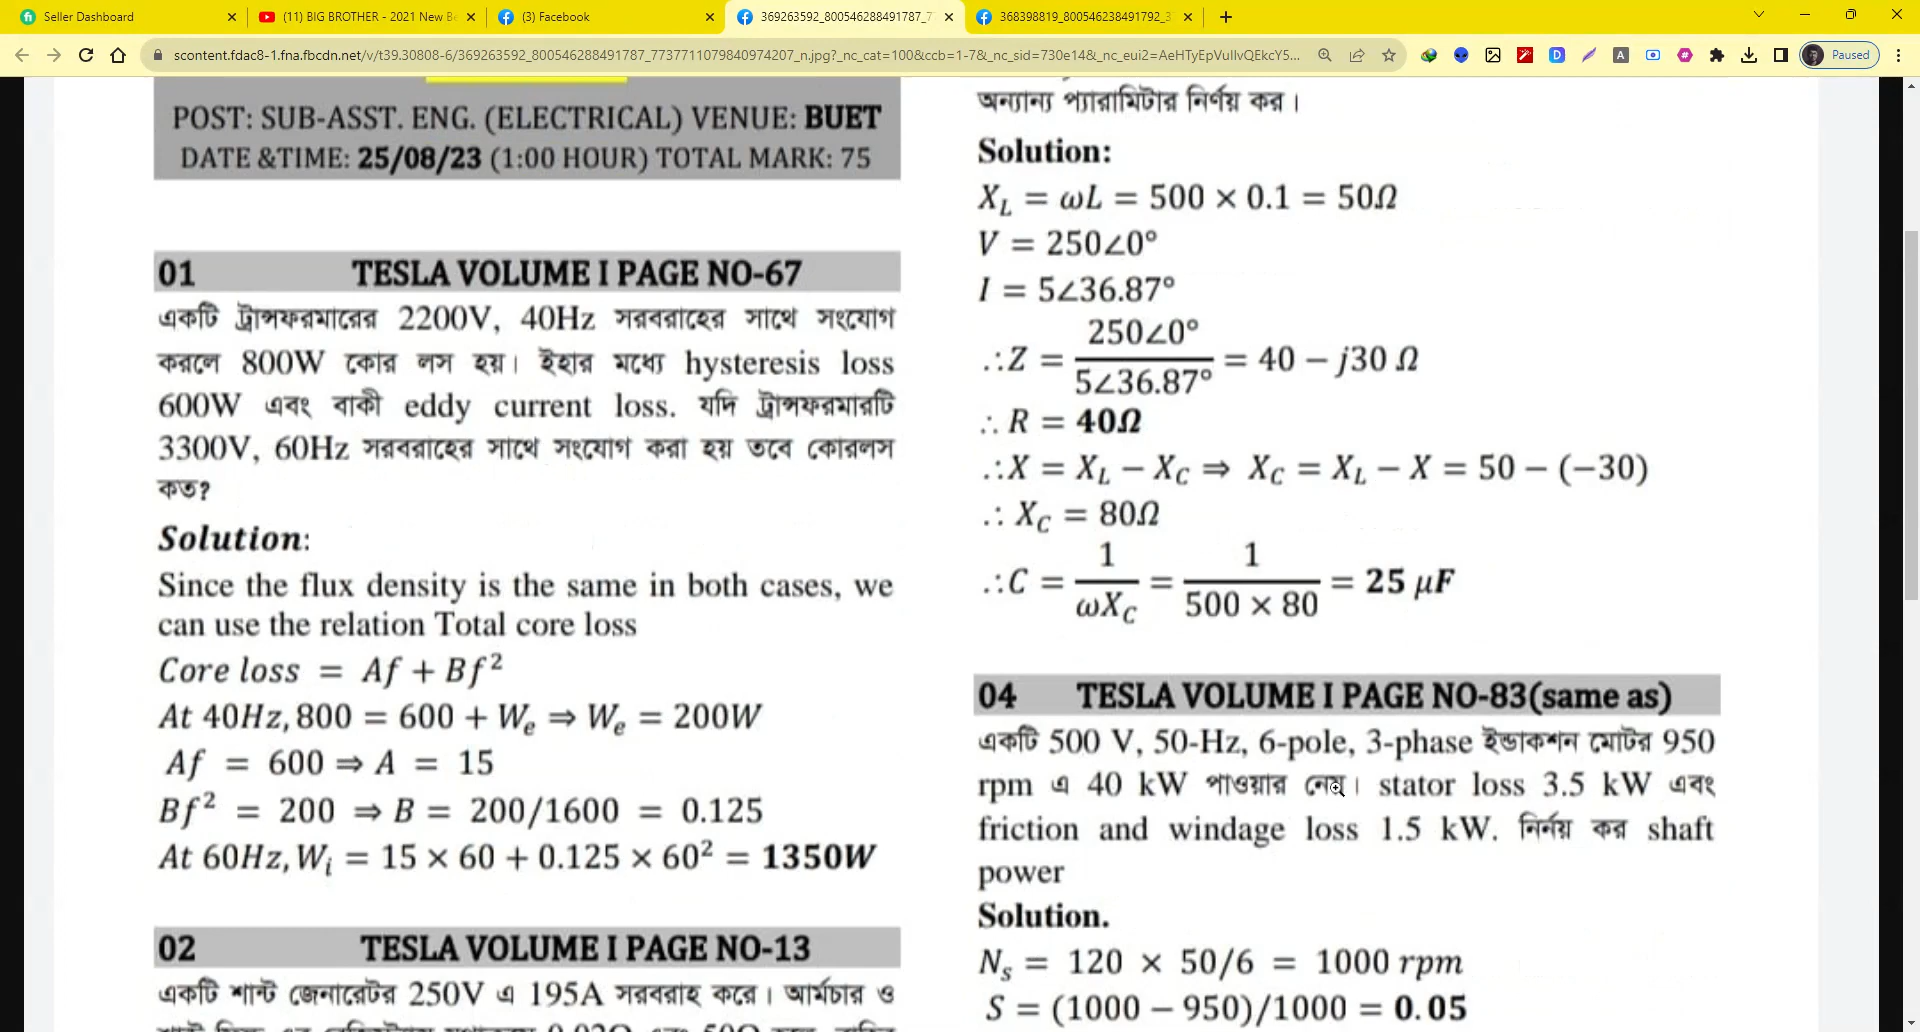 Seller Dashboard
(11) BIG BROTHER - 2021 New Be
(3) Facebook
369263592_800546288491787_7
368398819_800546238491792_3
scontent.fdac8-1.fna.fbcdn.net/v/t39.30808-6/369263592_800546288491787_7737711079840974207_n.jpg?_nc_cat=100&ccb=1-7&_nc_sid=730e14&_nc_eui2=AeHTyEpVuIlvQEkcY5...
Paused
POST: SUB-ASST. ENG. (ELECTRICAL) VENUE: BUET
DATE &TIME: 25/08/23 (1:00 HOUR) TOTAL MARK: 75
01 TESLA VOLUME I PAGE NO-67
একটি ট্রান্সফরমারের 2200V, 40Hz সরবরাহের সাথে সংযোগ
করলে 800W কোর লস হয়। ইহার মধ্যে hysteresis loss
600W এবং বাকী eddy current loss. যদি ট্রান্সফরমারটি
3300V, 60Hz সরবরাহের সাথে সংযোগ করা হয় তবে কোরলস
কত?
Solution:
Since the flux density is the same in both cases, we
can use the relation Total core loss
Core loss = Af + Bf²
At 40Hz, 800 = 600 + Wₑ ⇒ Wₑ = 200W
Af = 600 ⇒ A = 15
Bf² = 200 ⇒ B = 200/1600 = 0.125
At 60Hz, Wᵢ = 15 × 60 + 0.125 × 60² = 1350W
02 TESLA VOLUME I PAGE NO-13
একটি শান্ট জেনারেটর 250V এ 195A সরবরাহ করে। আর্মচার ও
অন্যান্য প্যারামিটার নির্ণয় কর।
Solution:
X_L = ωL = 500 × 0.1 = 50Ω
V = 250∠0°
I = 5∠36.87°
∴Z = 250∠0° / 5∠36.87° = 40 − j30 Ω
∴ R = 40Ω
∴X = X_L − X_C ⇒ X_C = X_L − X = 50 − (−30)
∴ X_C = 80Ω
∴C = 1 / ωX_C = 1 / 500 × 80 = 25 μF
04 TESLA VOLUME I PAGE NO-83(same as)
একটি 500 V, 50-Hz, 6-pole, 3-phase ইন্ডাকশন মোটর 950
rpm এ 40 kW পাওয়ার নেয়। stator loss 3.5 kW এবং
friction and windage loss 1.5 kW. নির্নয় কর shaft
power
Solution.
Nₛ = 120 × 50/6 = 1000 rpm
S = (1000 − 950)/1000 = 0.05